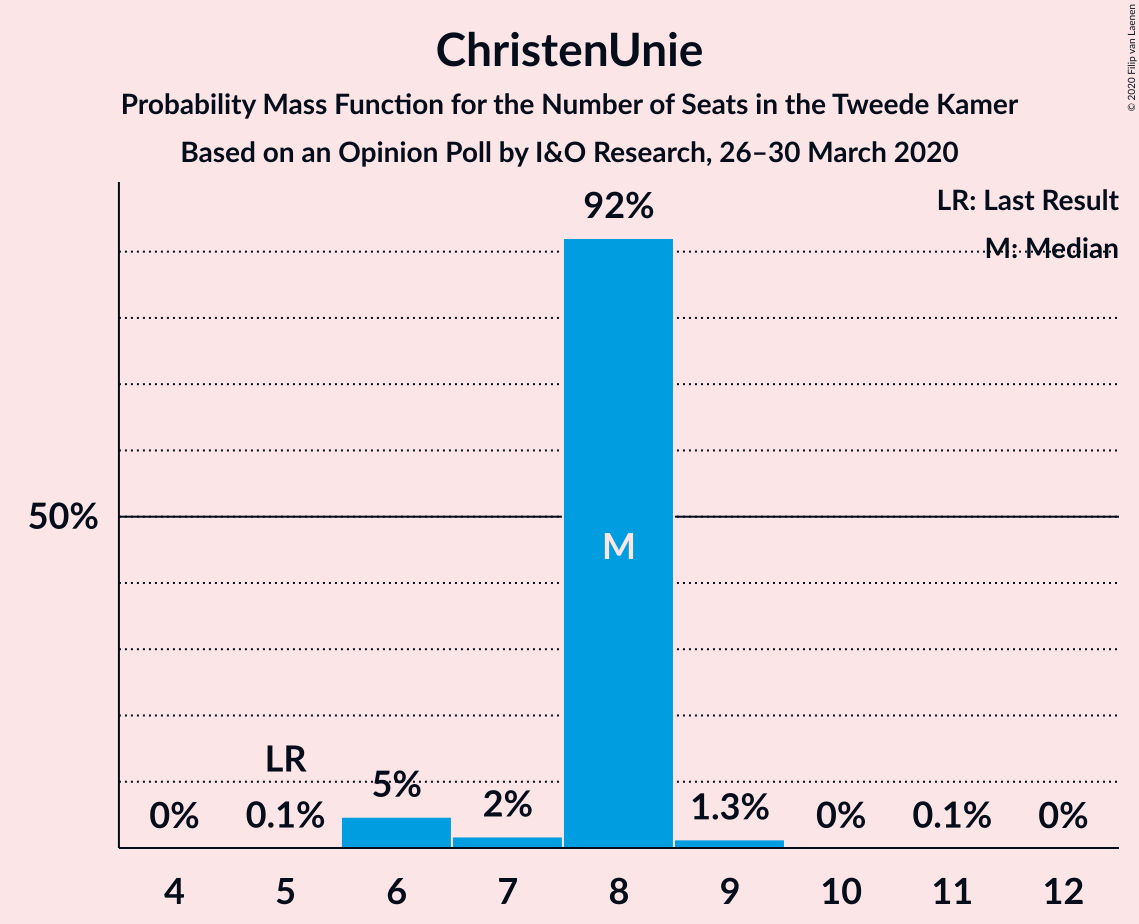 ChristenUnie
Probability Mass Function for the Number of Seats in the Tweede Kamer
Based on an Opinion Poll by I&O Research, 26–30 March 2020
© 2020 Filip van Laenen
LR: Last Result
M: Median
92%
50%
M
LR
0%
0.1%
5%
2%
1.3%
0%
0.1%
0%
4 5 6 7 8 9 10 11 12